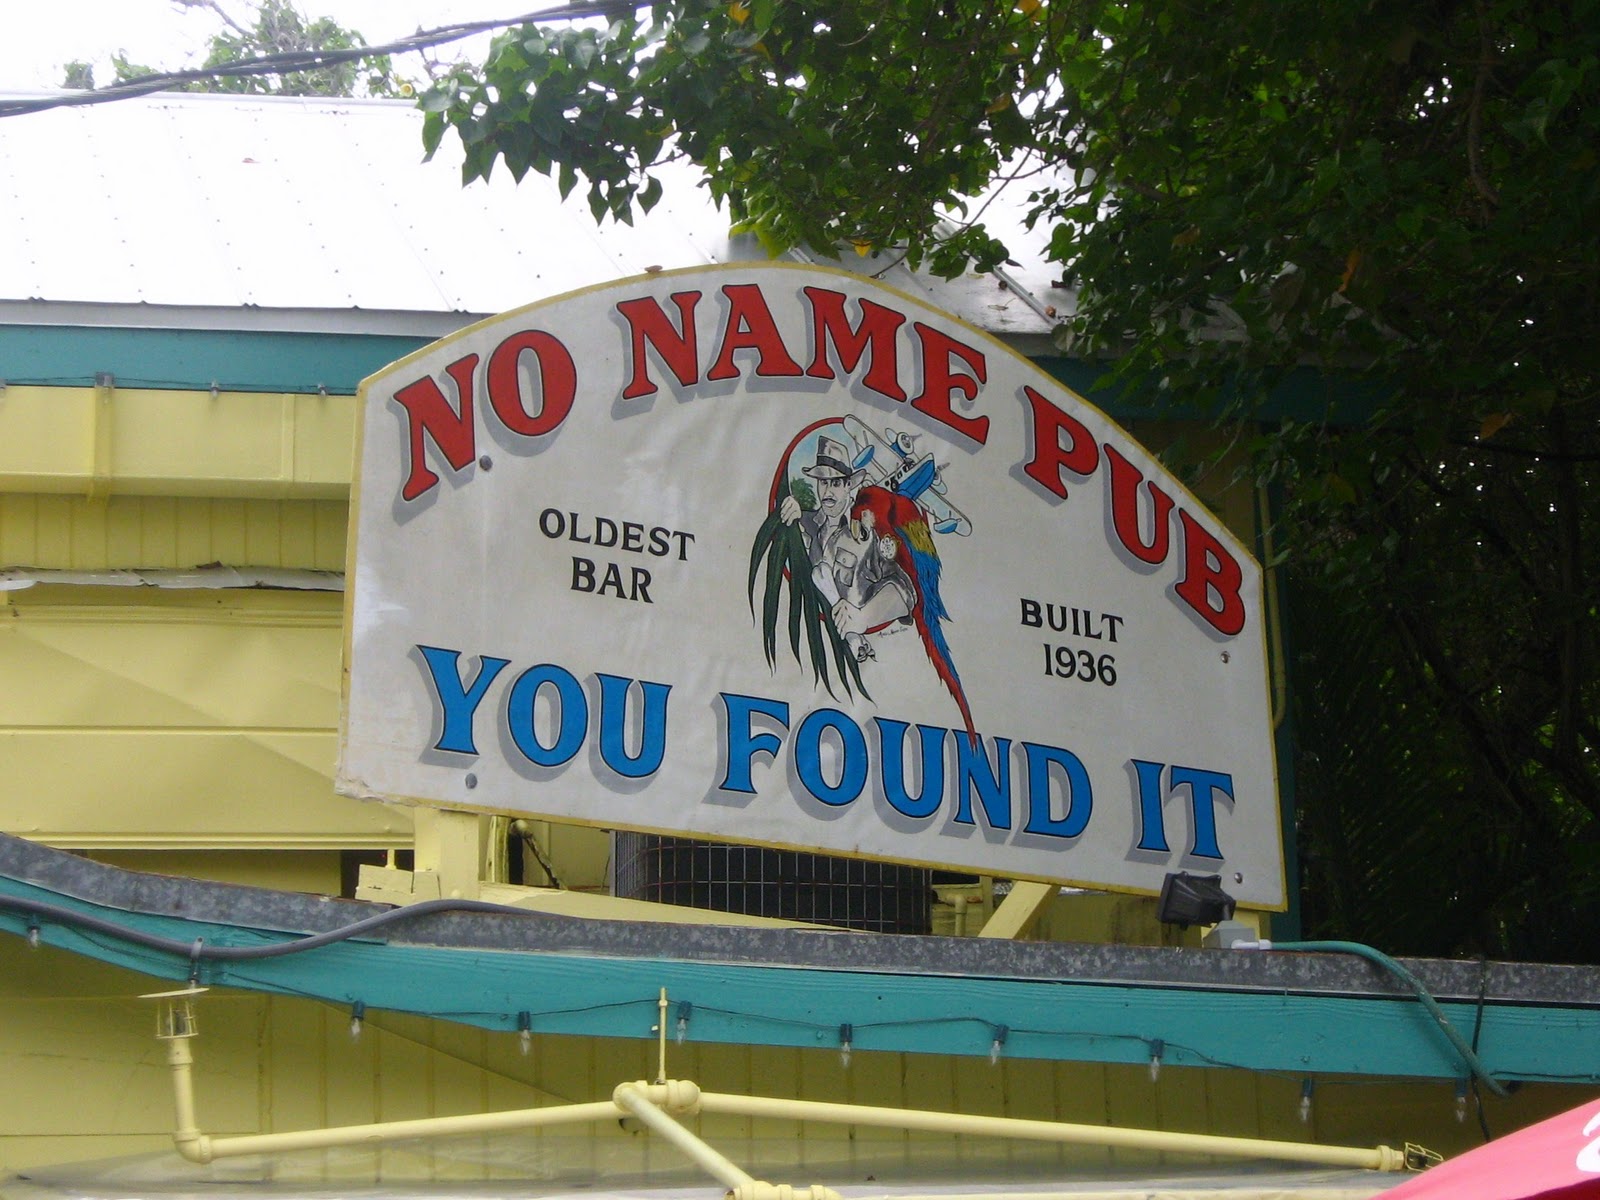 NO NAME PUB
OLDEST
BAR
BUILT
1936
YOU FOUND IT